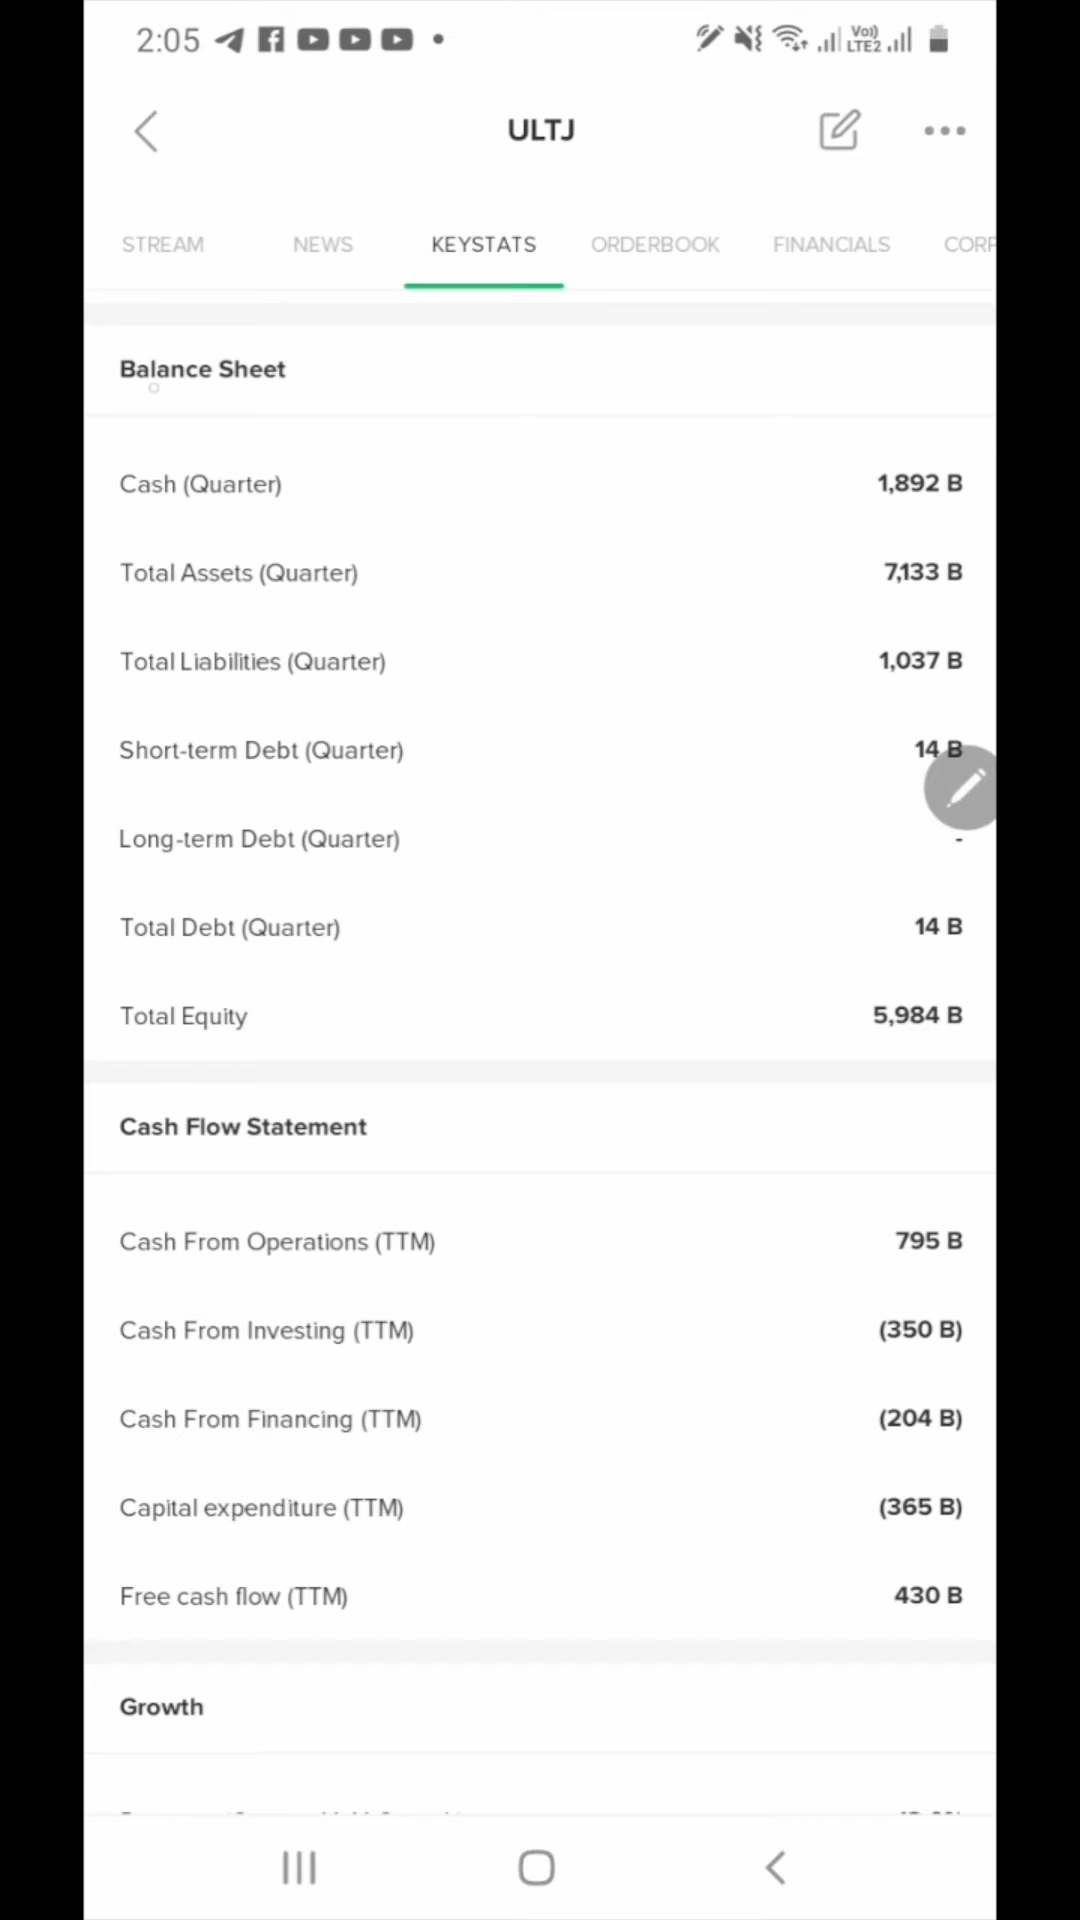 2:05
Vo)) LTE2
ULTJ
STREAM NEWS KEYSTATS ORDERBOOK FINANCIALS CORP
Balance Sheet
Cash (Quarter) 1,892 B
Total Assets (Quarter) 7,133 B
Total Liabilities (Quarter) 1,037 B
Short-term Debt (Quarter) 14 B
Long-term Debt (Quarter) -
Total Debt (Quarter) 14 B
Total Equity 5,984 B
Cash Flow Statement
Cash From Operations (TTM) 795 B
Cash From Investing (TTM) (350 B)
Cash From Financing (TTM) (204 B)
Capital expenditure (TTM) (365 B)
Free cash flow (TTM) 430 B
Growth